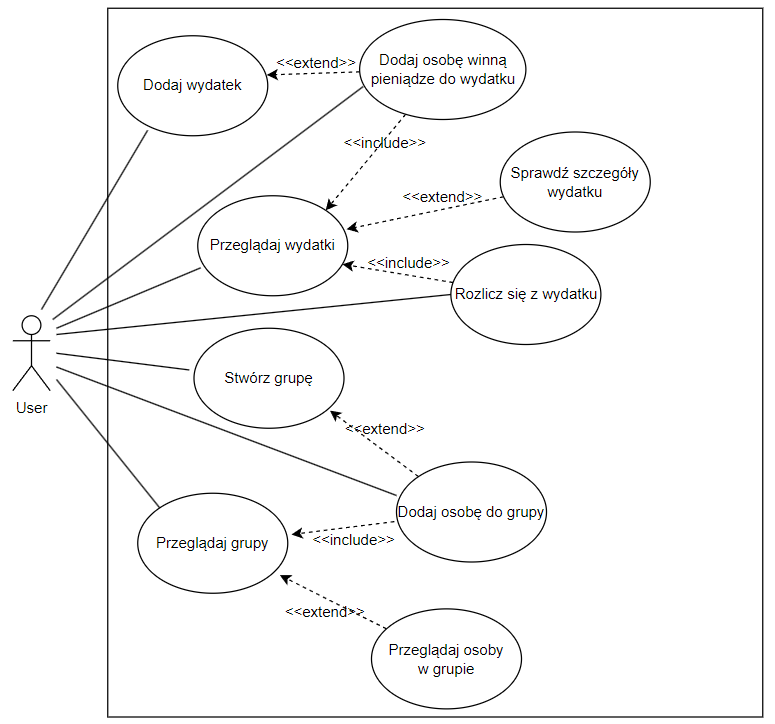 Dodaj wydatek
<<extend>>
Dodaj osobę winną
pieniądze do wydatku
<<include>>
Sprawdź szczegóły
wydatku
<<extend>>
Przeglądaj wydatki
<<include>>
Rozlicz się z wydatku
User
Stwórz grupę
<<extend>>
Dodaj osobę do grupy
Przeglądaj grupy
<<include>>
<<extend>>
Przeglądaj osoby
w grupie